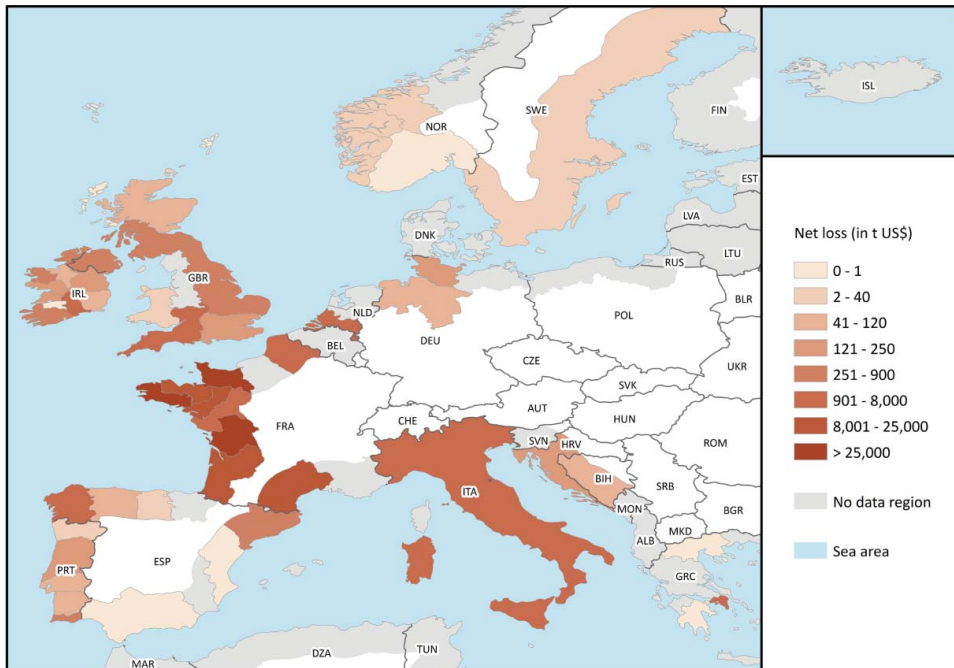 ISL
NOR
SWE
FIN
EST
LVA
LTU
RUS
DNK
GBR
IRL
NLD
BEL
DEU
POL
BLR
UKR
CZE
SVK
AUT
HUN
CHE
FRA
SVN
HRV
ROM
ITA
BIH
SRB
MON
BGR
MKD
ALB
GRC
ESP
PRT
MAR
DZA
TUN
Net loss (in t US$)
0 - 1
2 - 40
41 - 120
121 - 250
251 - 900
901 - 8,000
8,001 - 25,000
> 25,000
No data region
Sea area